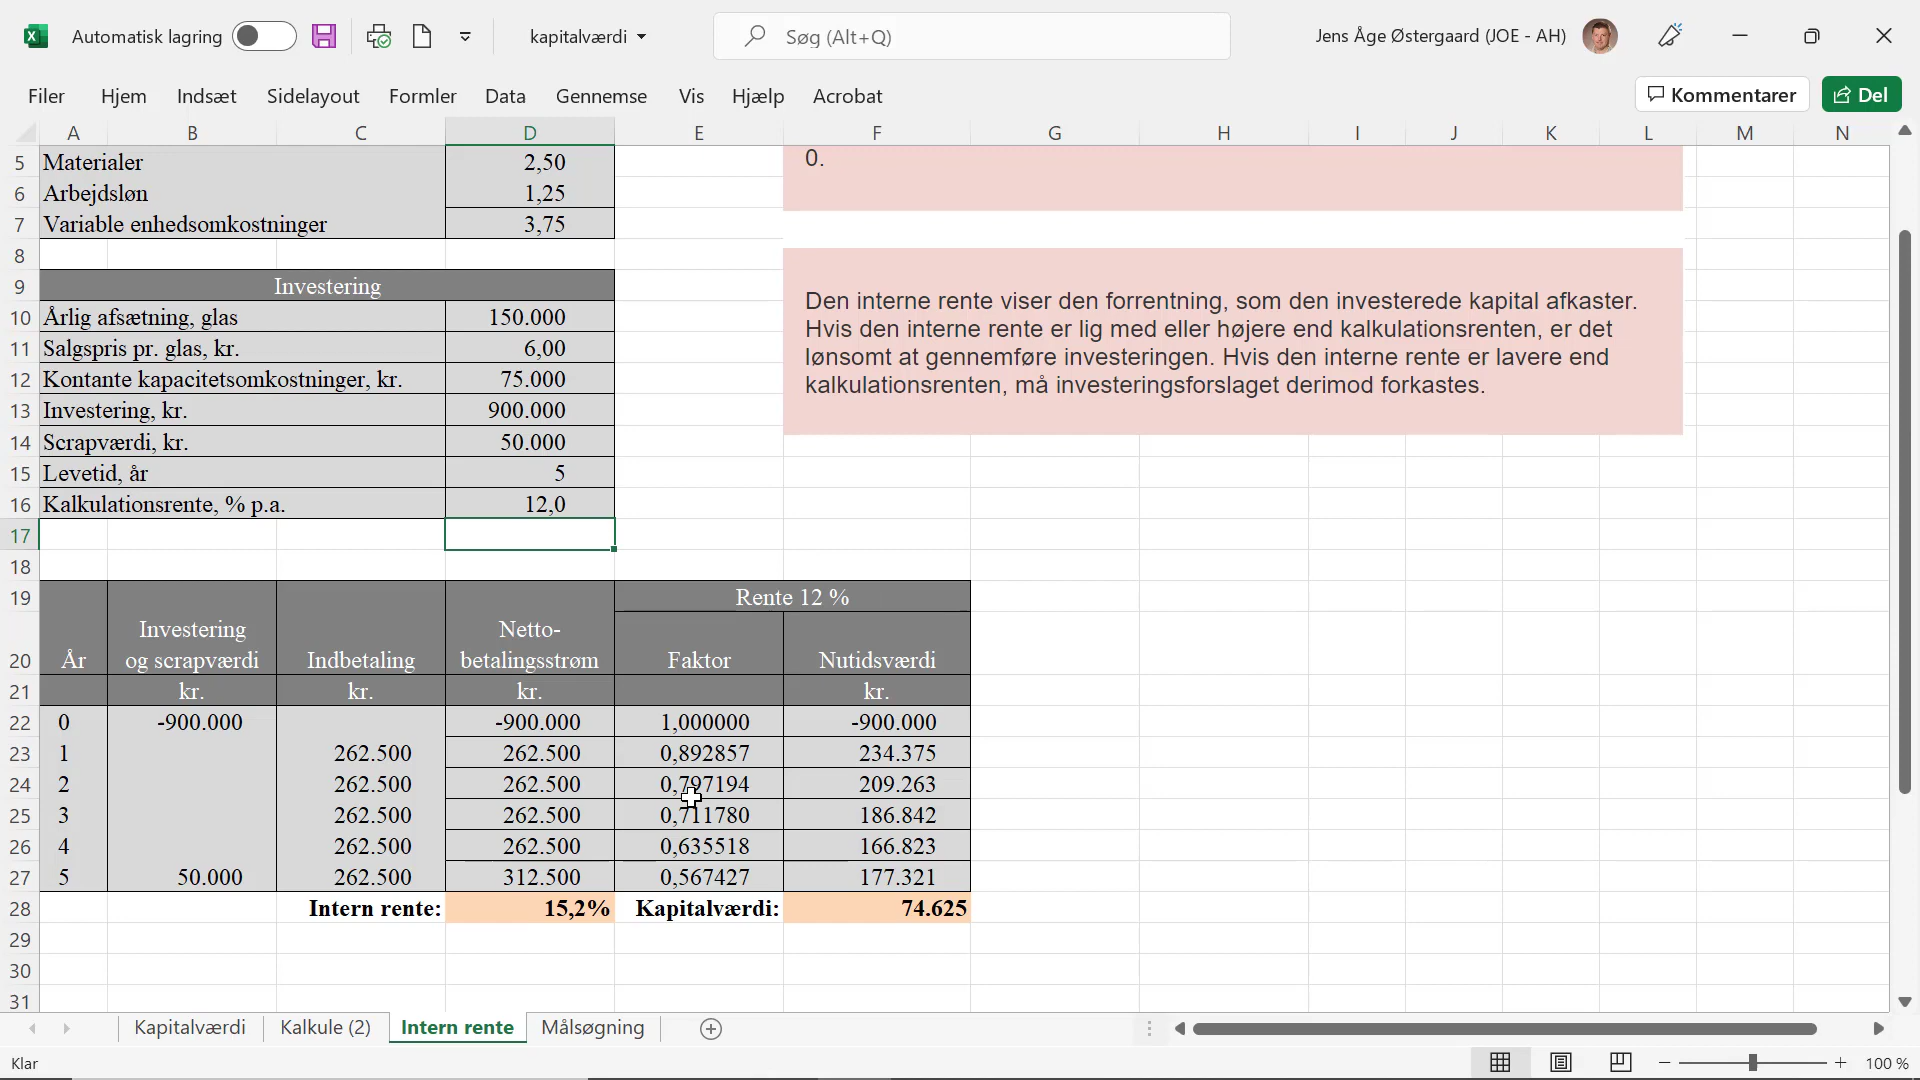 Automatisk lagring
kapitalværdi
Søg (Alt+Q)
Jens Åge Østergaard (JOE - AH)
Filer Hjem Indsæt Sidelayout Formler Data Gennemse Vis Hjælp Acrobat
Kommentarer
Del
A B C D E F G H I J K L M N
5 Materialer 2,50
0.
6 Arbejdsløn 1,25
7 Variable enhedsomkostninger 3,75
8
9 Investering
10 Årlig afsætning, glas 150.000
11 Salgspris pr. glas, kr. 6,00
12 Kontante kapacitetsomkostninger, kr. 75.000
13 Investering, kr. 900.000
14 Scrapværdi, kr. 50.000
15 Levetid, år 5
16 Kalkulationsrente, % p.a. 12,0
Den interne rente viser den forrentning, som den investerede kapital afkaster.
Hvis den interne rente er lig med eller højere end kalkulationsrenten, er det
lønsomt at gennemføre investeringen. Hvis den interne rente er lavere end
kalkulationsrenten, må investeringsforslaget derimod forkastes.
17
18
19 Rente 12 %
Investering Netto-
20 År og scrapværdi Indbetaling betalingsstrøm Faktor Nutidsværdi
21 kr. kr. kr. kr.
22 0 -900.000 -900.000 1,000000 -900.000
23 1 262.500 262.500 0,892857 234.375
24 2 262.500 262.500 0,797194 209.263
25 3 262.500 262.500 0,711780 186.842
26 4 262.500 262.500 0,635518 166.823
27 5 50.000 262.500 312.500 0,567427 177.321
28 Intern rente: 15,2% Kapitalværdi: 74.625
29
30
31
Kapitalværdi Kalkule (2) Intern rente Målsøgning
Klar
100 %